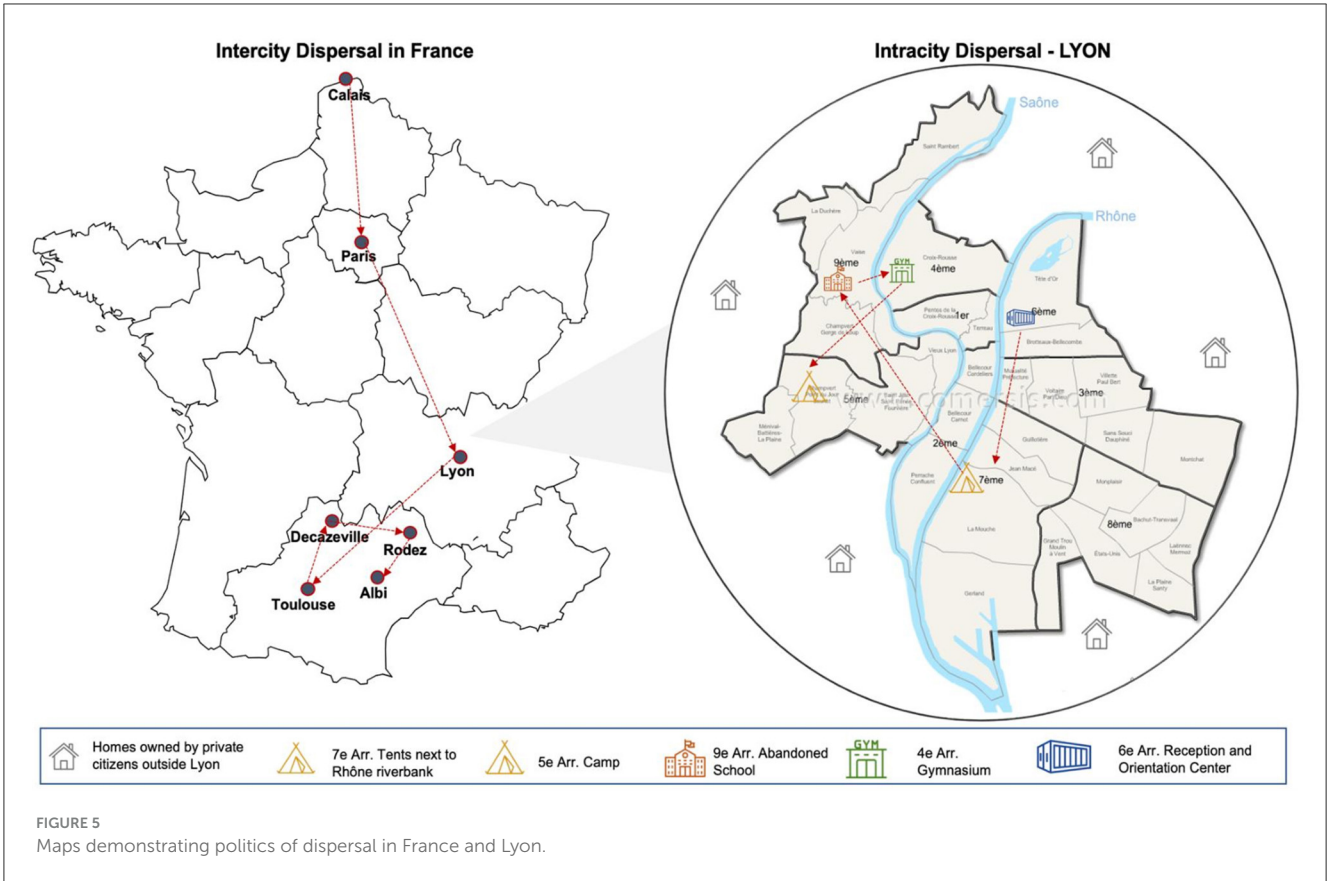 Intercity Dispersal in France
Calais
Paris
Lyon
Decazeville
Rodez
Toulouse
Albi
Intracity Dispersal - LYON
Saône
Saint Rambert
Rhône
La Duchère
Vaise
9ème
GYM
Croix-Rousse
4ème
Tête d'Or
6ème
Pentes de la
Croix-Rousse
1er
Terreaux
Brotteaux-Bellecombe
Champvert
Gorge de Loup
Vieux Lyon
Bellecour
Cordeliers
Mutualité
Préfecture
Voltaire
Part Dieu
Villette
Paul Bert
3ème
5ème
Bellecour
Carnot
Sans Souci
Dauphiné
Ménival-
Battières-
La Plaine
2ème
Guillotière
Montchat
Perrache
Confluent
Jean Macé
7ème
Monplaisir
La Mouche
8ème
Bachut-Transvaal
Grand Trou
Moulin
à Vent
États-Unis
Laënnec
Mermoz
La Plaine
Santy
Gerland
Homes owned by private
citizens outside Lyon
7e Arr. Tents next to
Rhône riverbank
5e Arr. Camp
9e Arr. Abandoned
School
GYM
4e Arr.
Gymnasium
6e Arr. Reception and
Orientation Center
FIGURE 5
Maps demonstrating politics of dispersal in France and Lyon.